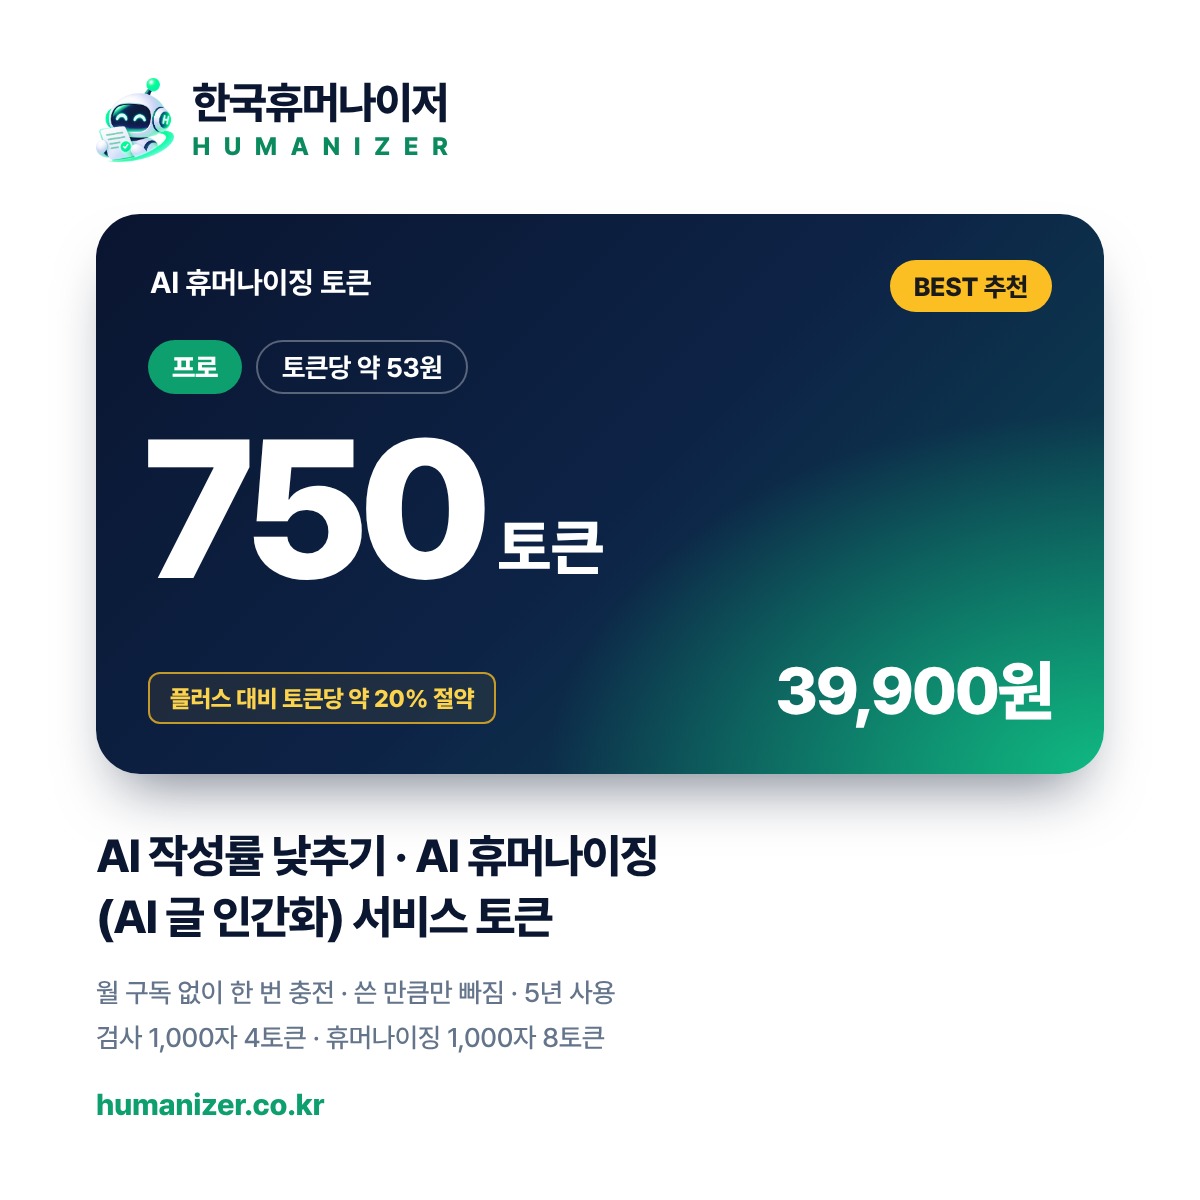 한국휴머나이저
HUMANIZER
AI 휴머나이징 토큰
BEST 추천
프로
토큰당 약 53원
750 토큰
플러스 대비 토큰당 약 20% 절약
39,900원
AI 작성률 낮추기 · AI 휴머나이징
(AI 글 인간화) 서비스 토큰
월 구독 없이 한 번 충전 · 쓴 만큼만 빠짐 · 5년 사용
검사 1,000자 4토큰 · 휴머나이징 1,000자 8토큰
humanizer.co.kr